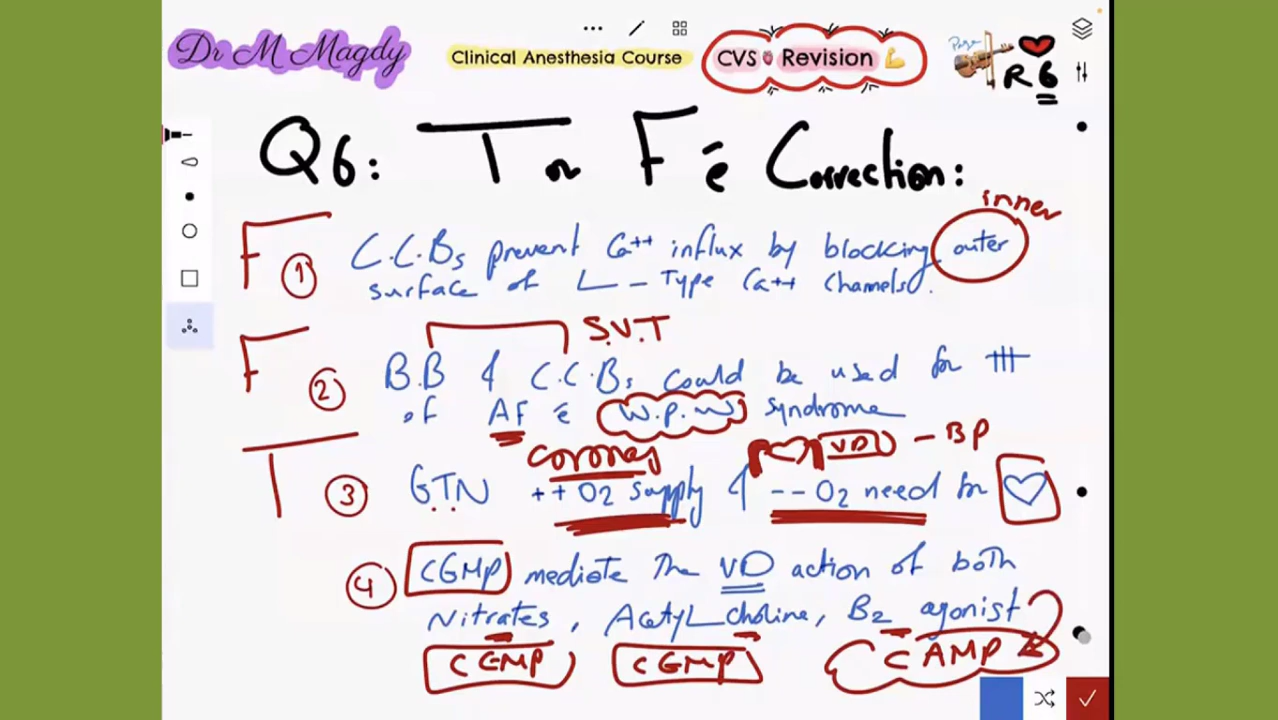 Dr M Magdy
Clinical Anesthesia Course
CVS Revision
Page
R6
Q6: T or F c̄ Correction:
inner
F ① C.C.Bs prevent Ca++ influx by blocking outer
surface of L-Type Ca++ channels.
S.V.T
F ② B.B & C.C.Bs could be used for ttt
of AF c̄ W.P.W syndrome
coronary VD - BP
T ③ GTN ++ O2 supply & -- O2 need for
④ CGMP mediate The VD action of both
Nitrates, Acetyl choline, B2 agonist
CGMP CGMP CAMP